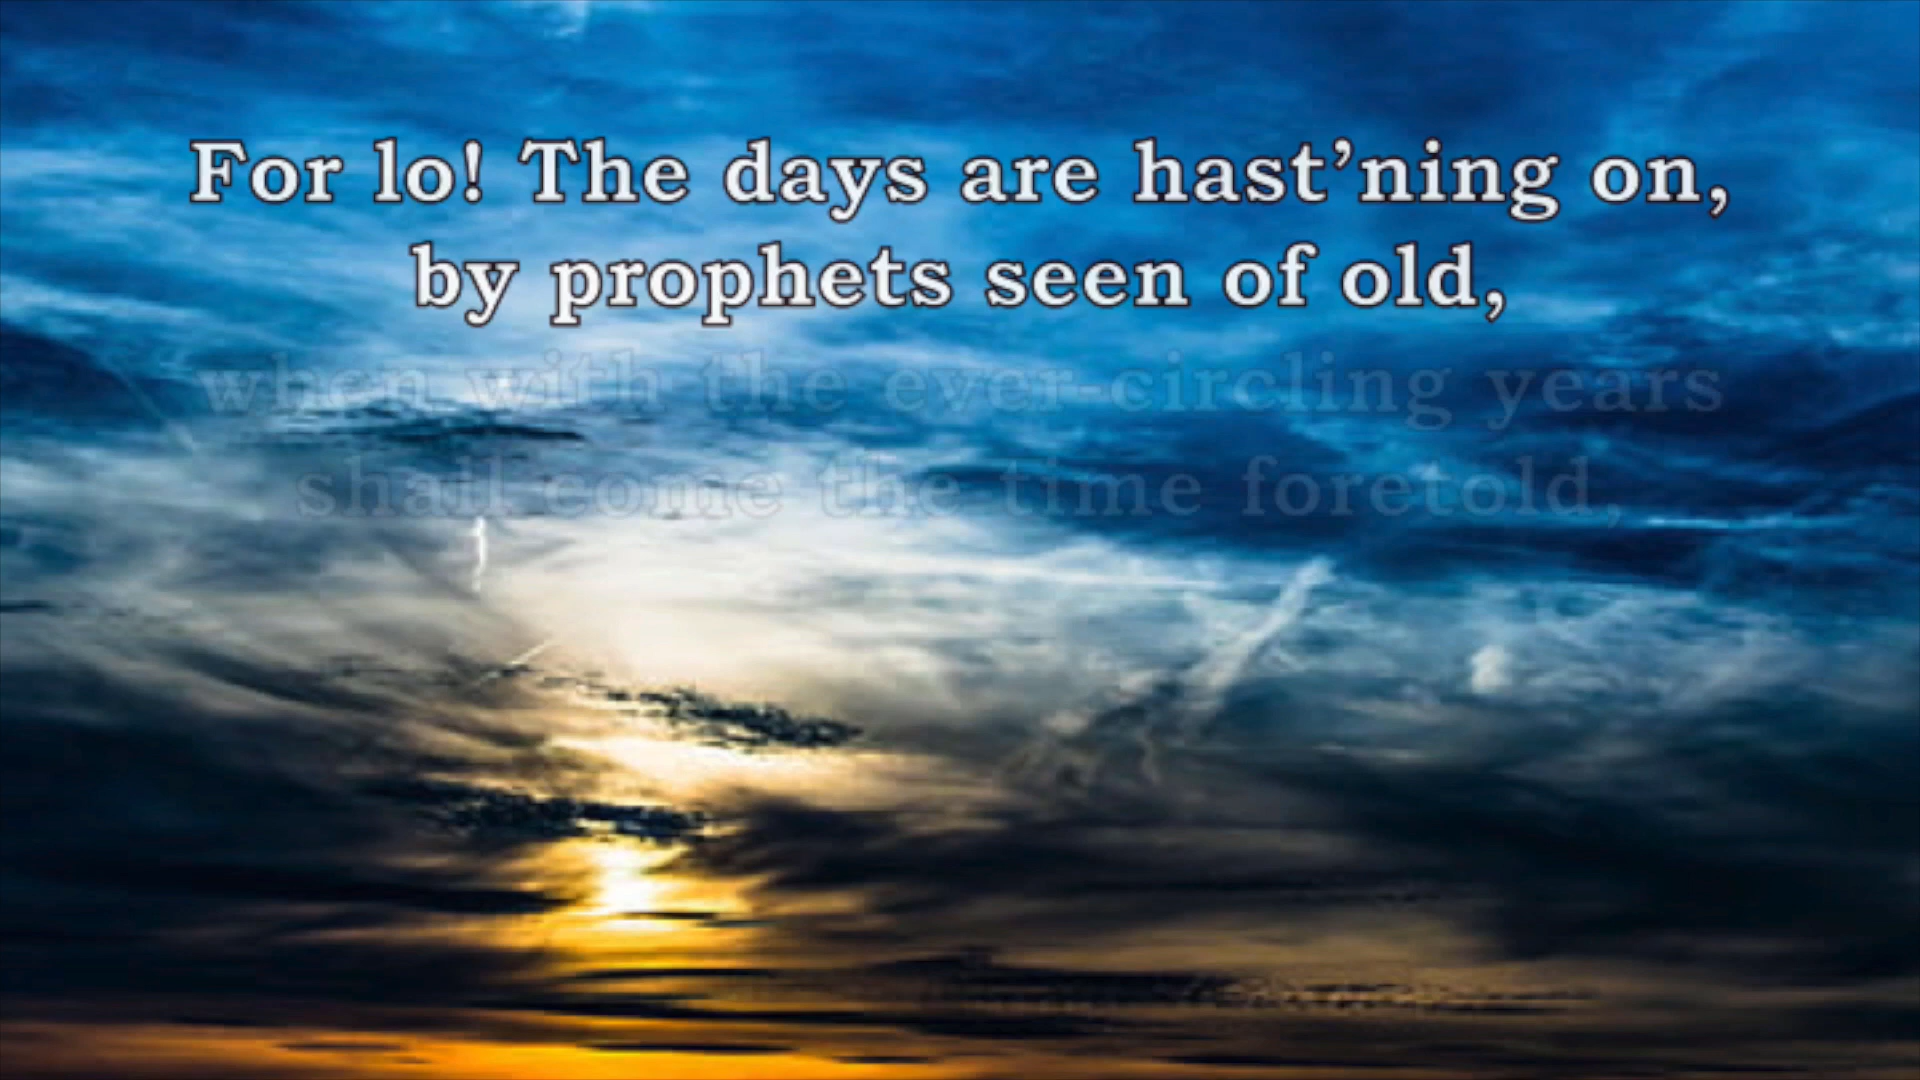 For lo! The days are hast’ning on,
by prophets seen of old,
when with the ever-circling years
shall come the time foretold,